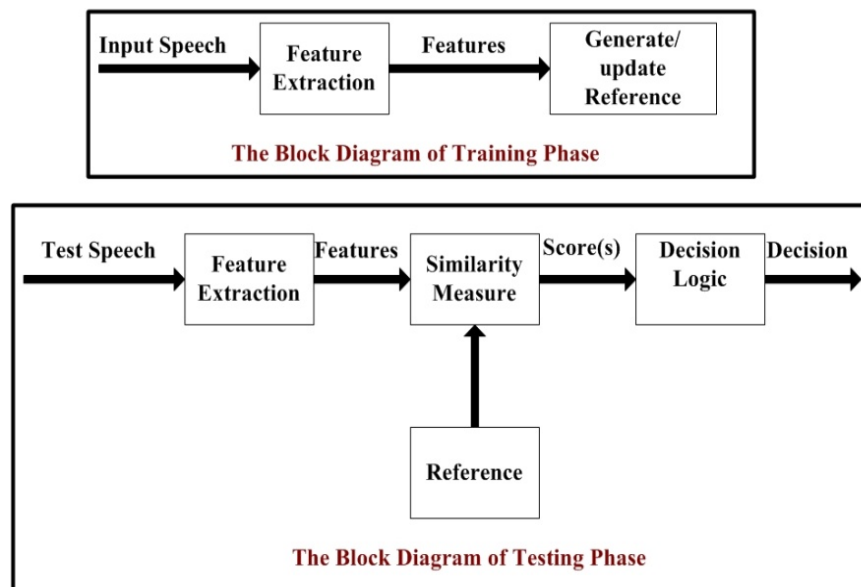 Input Speech
Feature
Extraction
Features
Generate/
update
Reference
The Block Diagram of Training Phase
Test Speech
Feature
Extraction
Features
Similarity
Measure
Score(s)
Decision
Logic
Decision
Reference
The Block Diagram of Testing Phase